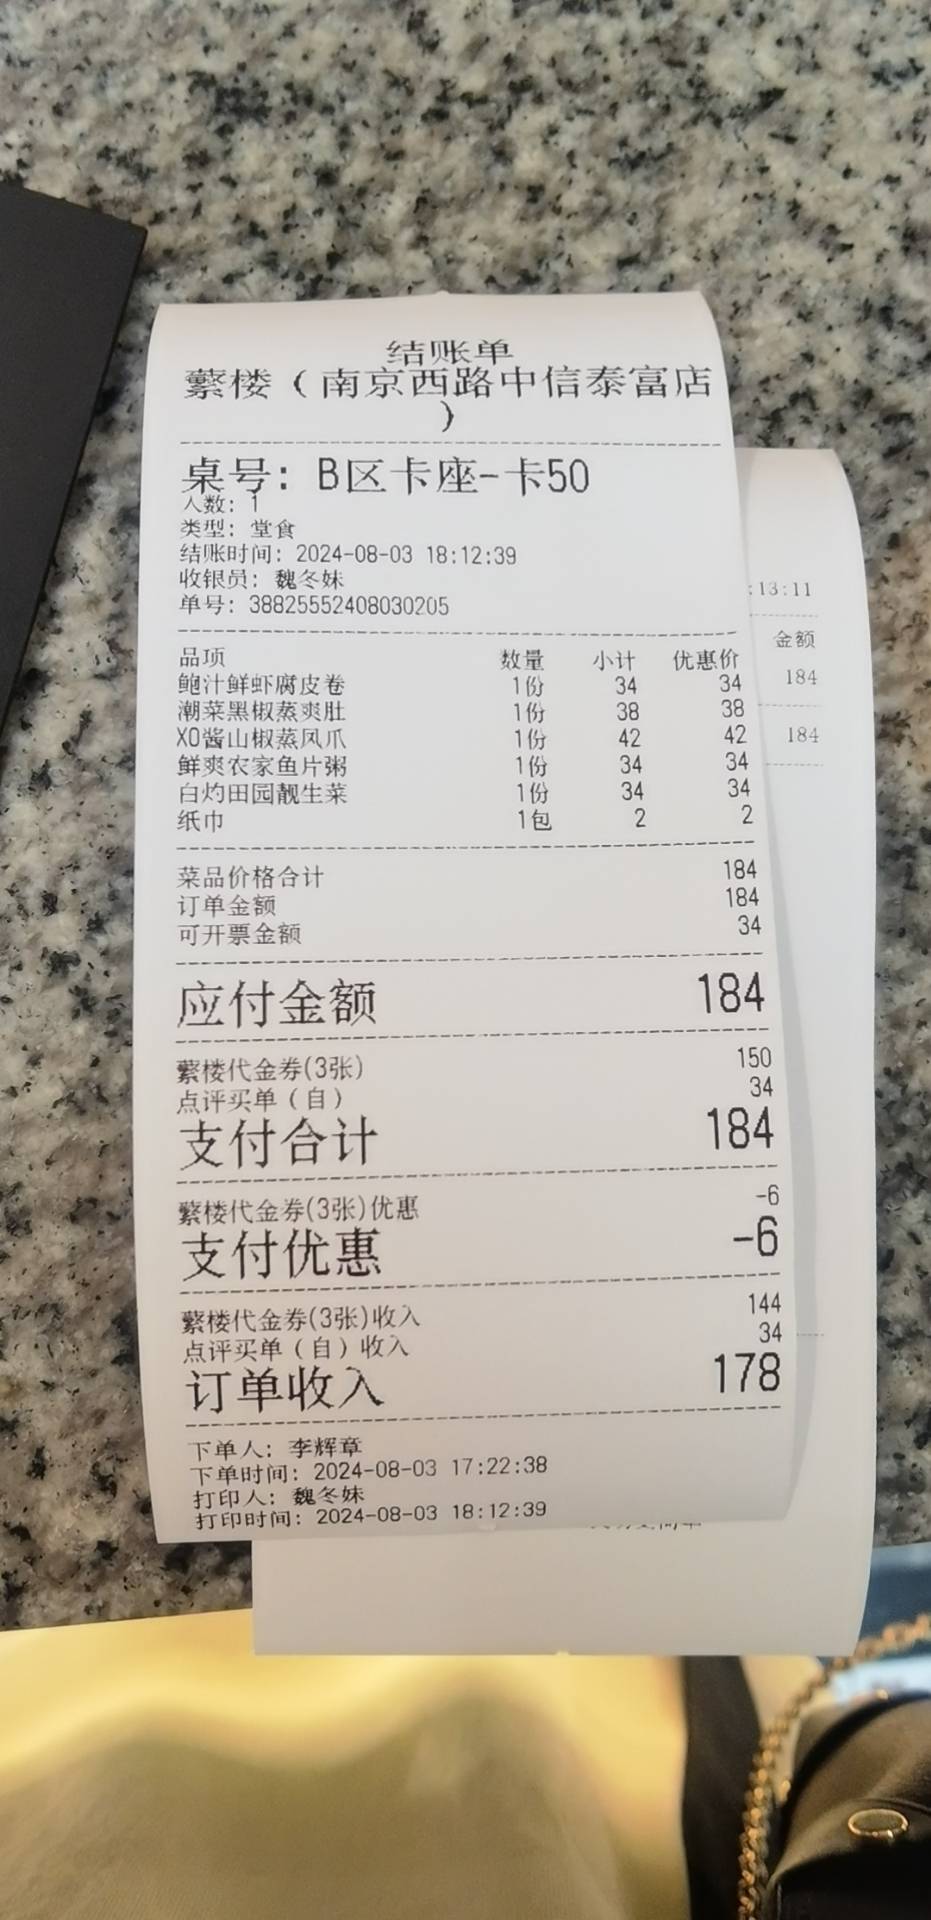 结账单
蘩楼（南京西路中信泰富店
）
桌号: B区卡座-卡50
人数: 1
类型: 堂食
结账时间: 2024-08-03 18:12:39
收银员: 魏冬妹
单号: 38825552408030205
品项 数量 小计 优惠价
鲍汁鲜虾腐皮卷 1份 34 34
潮菜黑椒蒸爽肚 1份 38 38
XO酱山椒蒸凤爪 1份 42 42
鲜爽农家鱼片粥 1份 34 34
白灼田园靓生菜 1份 34 34
纸巾 1包 2 2
菜品价格合计 184
订单金额 184
可开票金额 34
应付金额 184
蘩楼代金券(3张) 150
点评买单（自） 34
支付合计 184
蘩楼代金券(3张)优惠 -6
支付优惠 -6
蘩楼代金券(3张)收入 144
点评买单（自）收入 34
订单收入 178
下单人: 李辉章
下单时间: 2024-08-03 17:22:38
打印人: 魏冬妹
打印时间: 2024-08-03 18:12:39
:13:11
金额
184
184